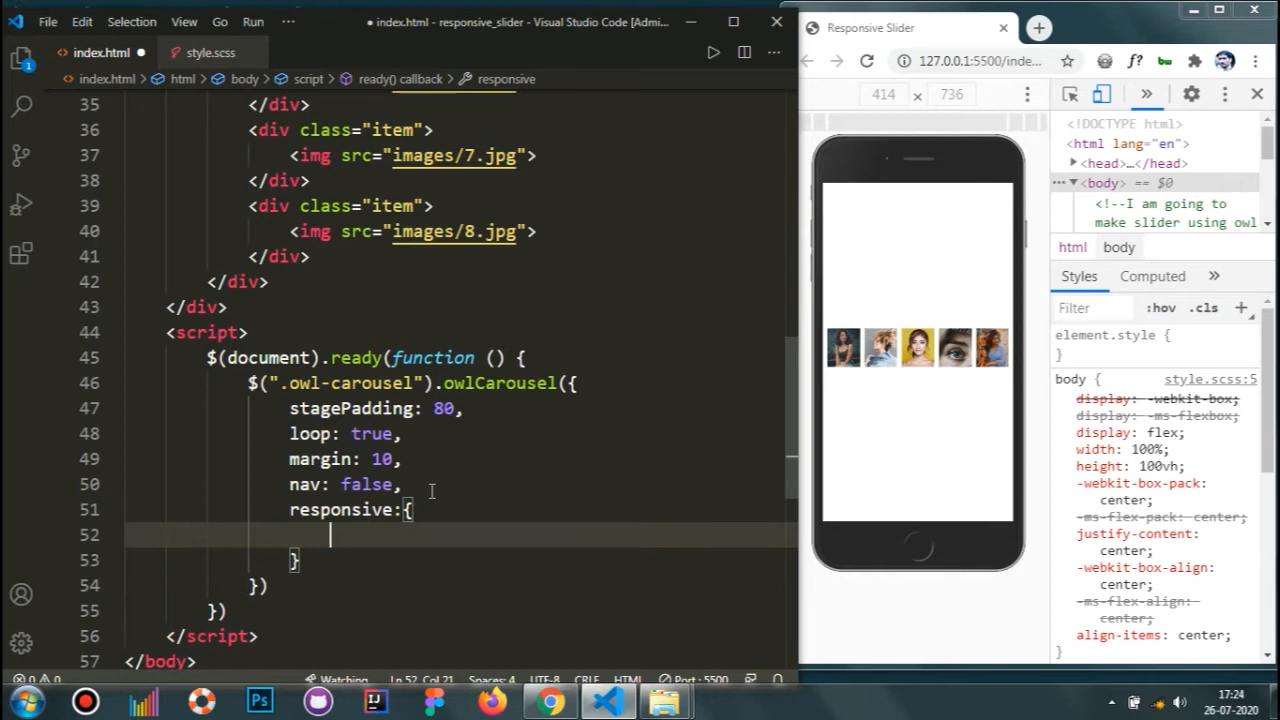 File Edit Selection View Go Run ··· ● index.html - responsive_slider - Visual Studio Code [Admi...
index.html ● style.scss
index.html > html > body > script > ready() callback > responsive
35 </div>
36 <div class="item">
37 <img src="images/7.jpg">
38 </div>
39 <div class="item">
40 <img src="images/8.jpg">
41 </div>
42 </div>
43 </div>
44 <script>
45 $(document).ready(function () {
46 $(".owl-carousel").owlCarousel({
47 stagePadding: 80,
48 loop: true,
49 margin: 10,
50 nav: false,
51 responsive:{
52
53 }
54 })
55 })
56 </script>
57 </body>
1
0 0 Watching... Ln 52, Col 21 Spaces: 4 UTF-8 CRLF HTML Port : 5500
Responsive Slider
127.0.0.1:5500/inde...
f?
bw
414 x 736
<!DOCTYPE html>
<html lang="en">
<head>…</head>
··· <body> == $0
<!--I am going to
make slider using owl
html body
Styles Computed »
Filter :hov .cls +
element.style {
}
body { style.scss:5
display: -webkit-box;
display: -ms-flexbox;
display: flex;
width: 100%;
height: 100vh;
-webkit-box-pack:
center;
-ms-flex-pack: center;
justify-content:
center;
-webkit-box-align:
center;
-ms-flex-align:
center;
align-items: center;
}
Ps
IJ
17:24
26-07-2020